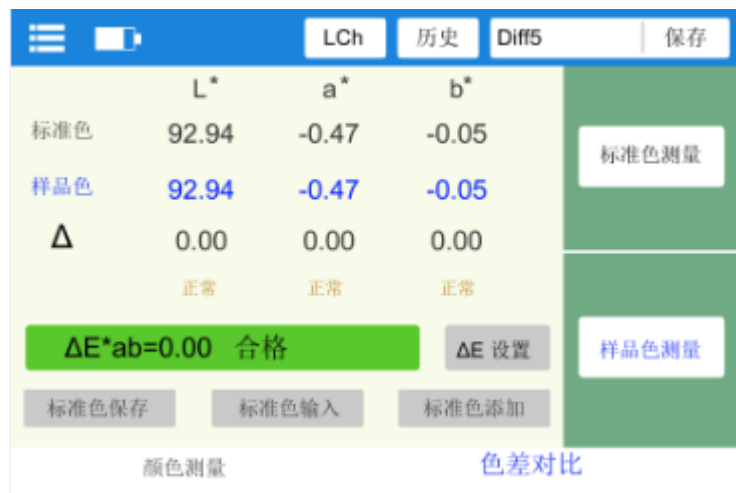 LCh 历史 Diff5 保存
L* a* b*
标准色 92.94 -0.47 -0.05
样品色 92.94 -0.47 -0.05
Δ 0.00 0.00 0.00
正常 正常 正常
ΔE*ab=0.00 合格 ΔE 设置
标准色保存 标准色输入 标准色添加
标准色测量
样品色测量
颜色测量 色差对比